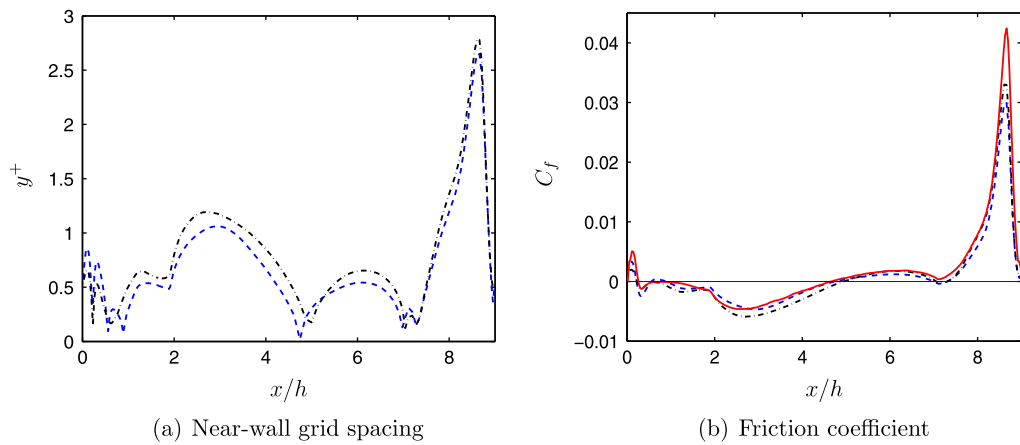 3
2.5
2
1.5
1
0.5
0
y+
0 2 4 6 8
x/h
(a) Near-wall grid spacing
0.04
0.03
0.02
0.01
0
−0.01
C_f
0 2 4 6 8
x/h
(b) Friction coefficient